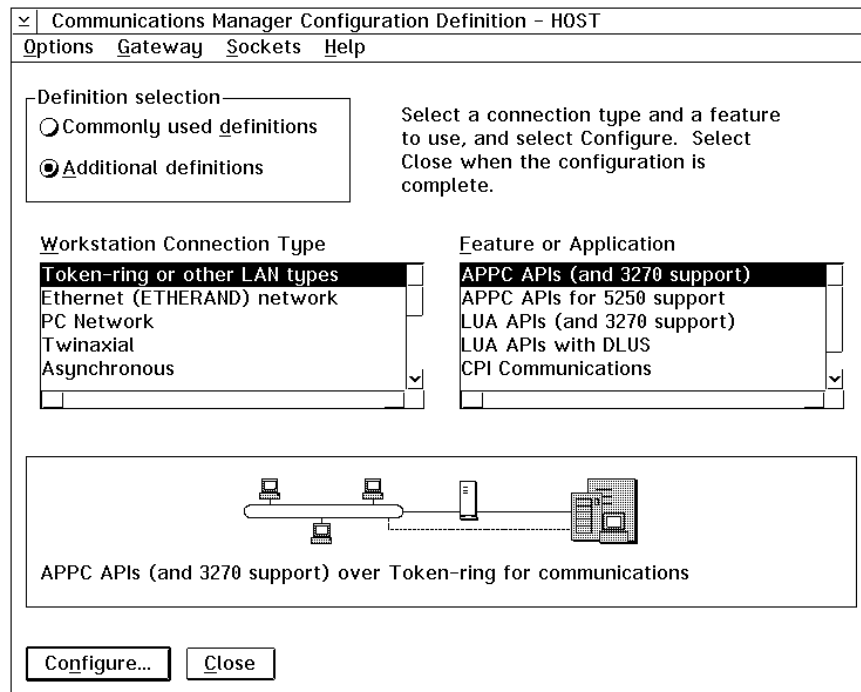 Communications Manager Configuration Definition - HOST
Options Gateway Sockets Help
Definition selection
Commonly used definitions
Additional definitions
Select a connection type and a feature
to use, and select Configure. Select
Close when the configuration is
complete.
Workstation Connection Type
Token-ring or other LAN types
Ethernet (ETHERAND) network
PC Network
Twinaxial
Asynchronous
Feature or Application
APPC APIs (and 3270 support)
APPC APIs for 5250 support
LUA APIs (and 3270 support)
LUA APIs with DLUS
CPI Communications
APPC APIs (and 3270 support) over Token-ring for communications
Configure... Close